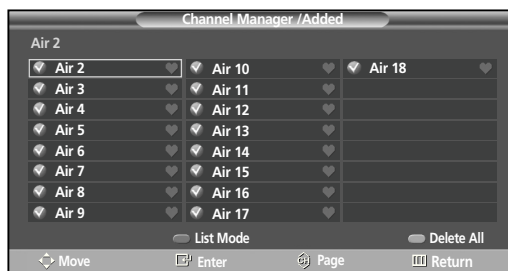 Channel Manager /Added
Air 2
Air 2 Air 10 Air 18
Air 3 Air 11
Air 4 Air 12
Air 5 Air 13
Air 6 Air 14
Air 7 Air 15
Air 8 Air 16
Air 9 Air 17
List Mode Delete All
Move Enter CH Page Return